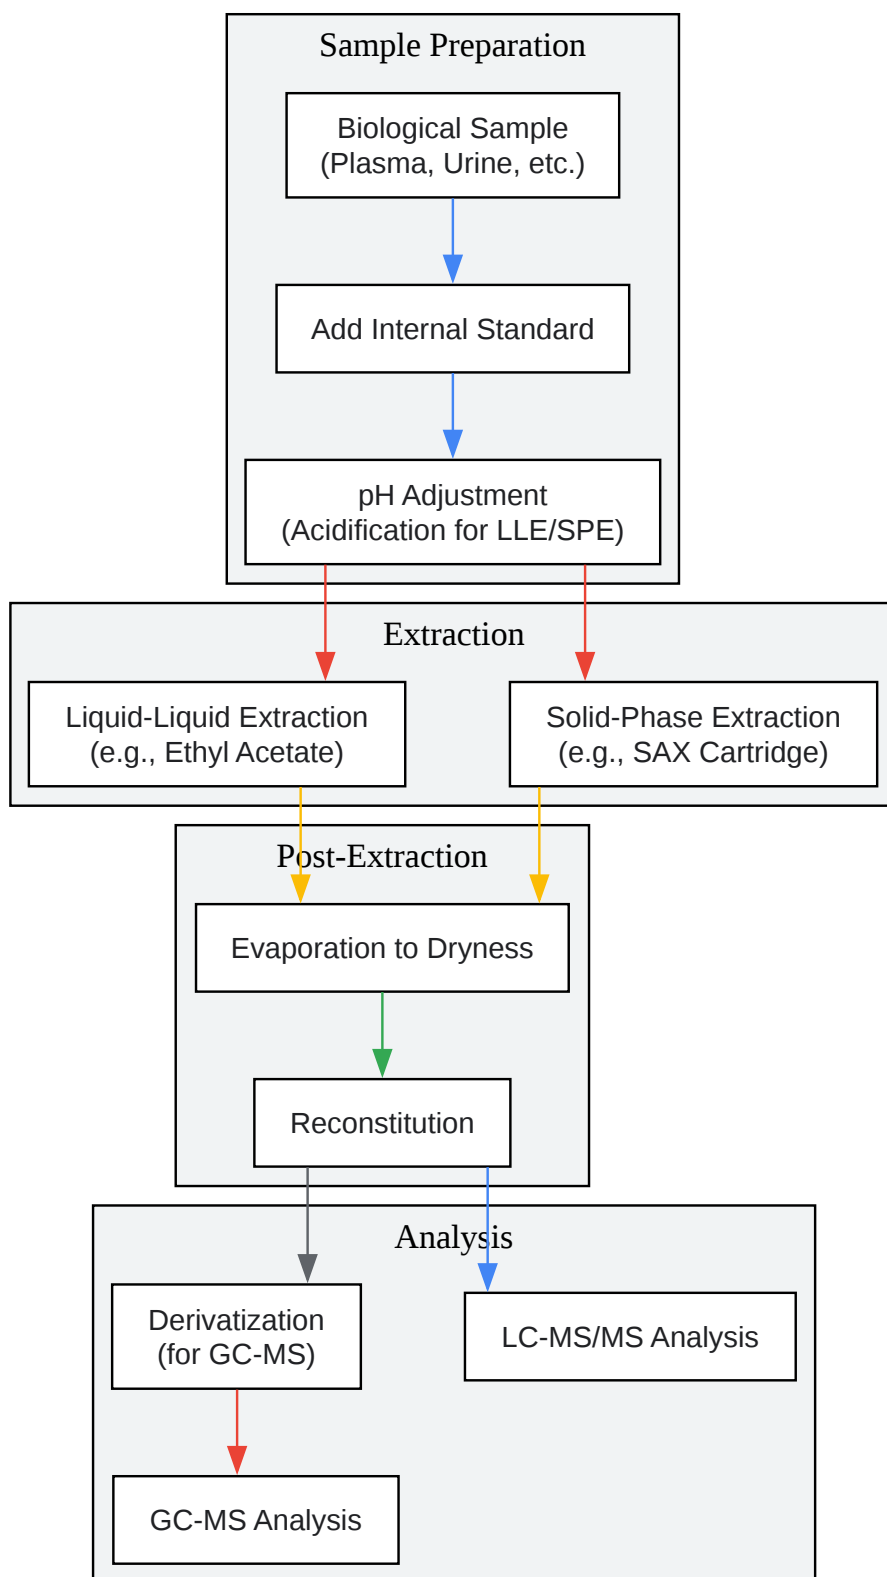 Sample Preparation
Biological Sample
(Plasma, Urine, etc.)
Add Internal Standard
pH Adjustment
(Acidification for LLE/SPE)
Extraction
Liquid-Liquid Extraction
(e.g., Ethyl Acetate)
Solid-Phase Extraction
(e.g., SAX Cartridge)
Post-Extraction
Evaporation to Dryness
Reconstitution
Analysis
Derivatization
(for GC-MS)
LC-MS/MS Analysis
GC-MS Analysis